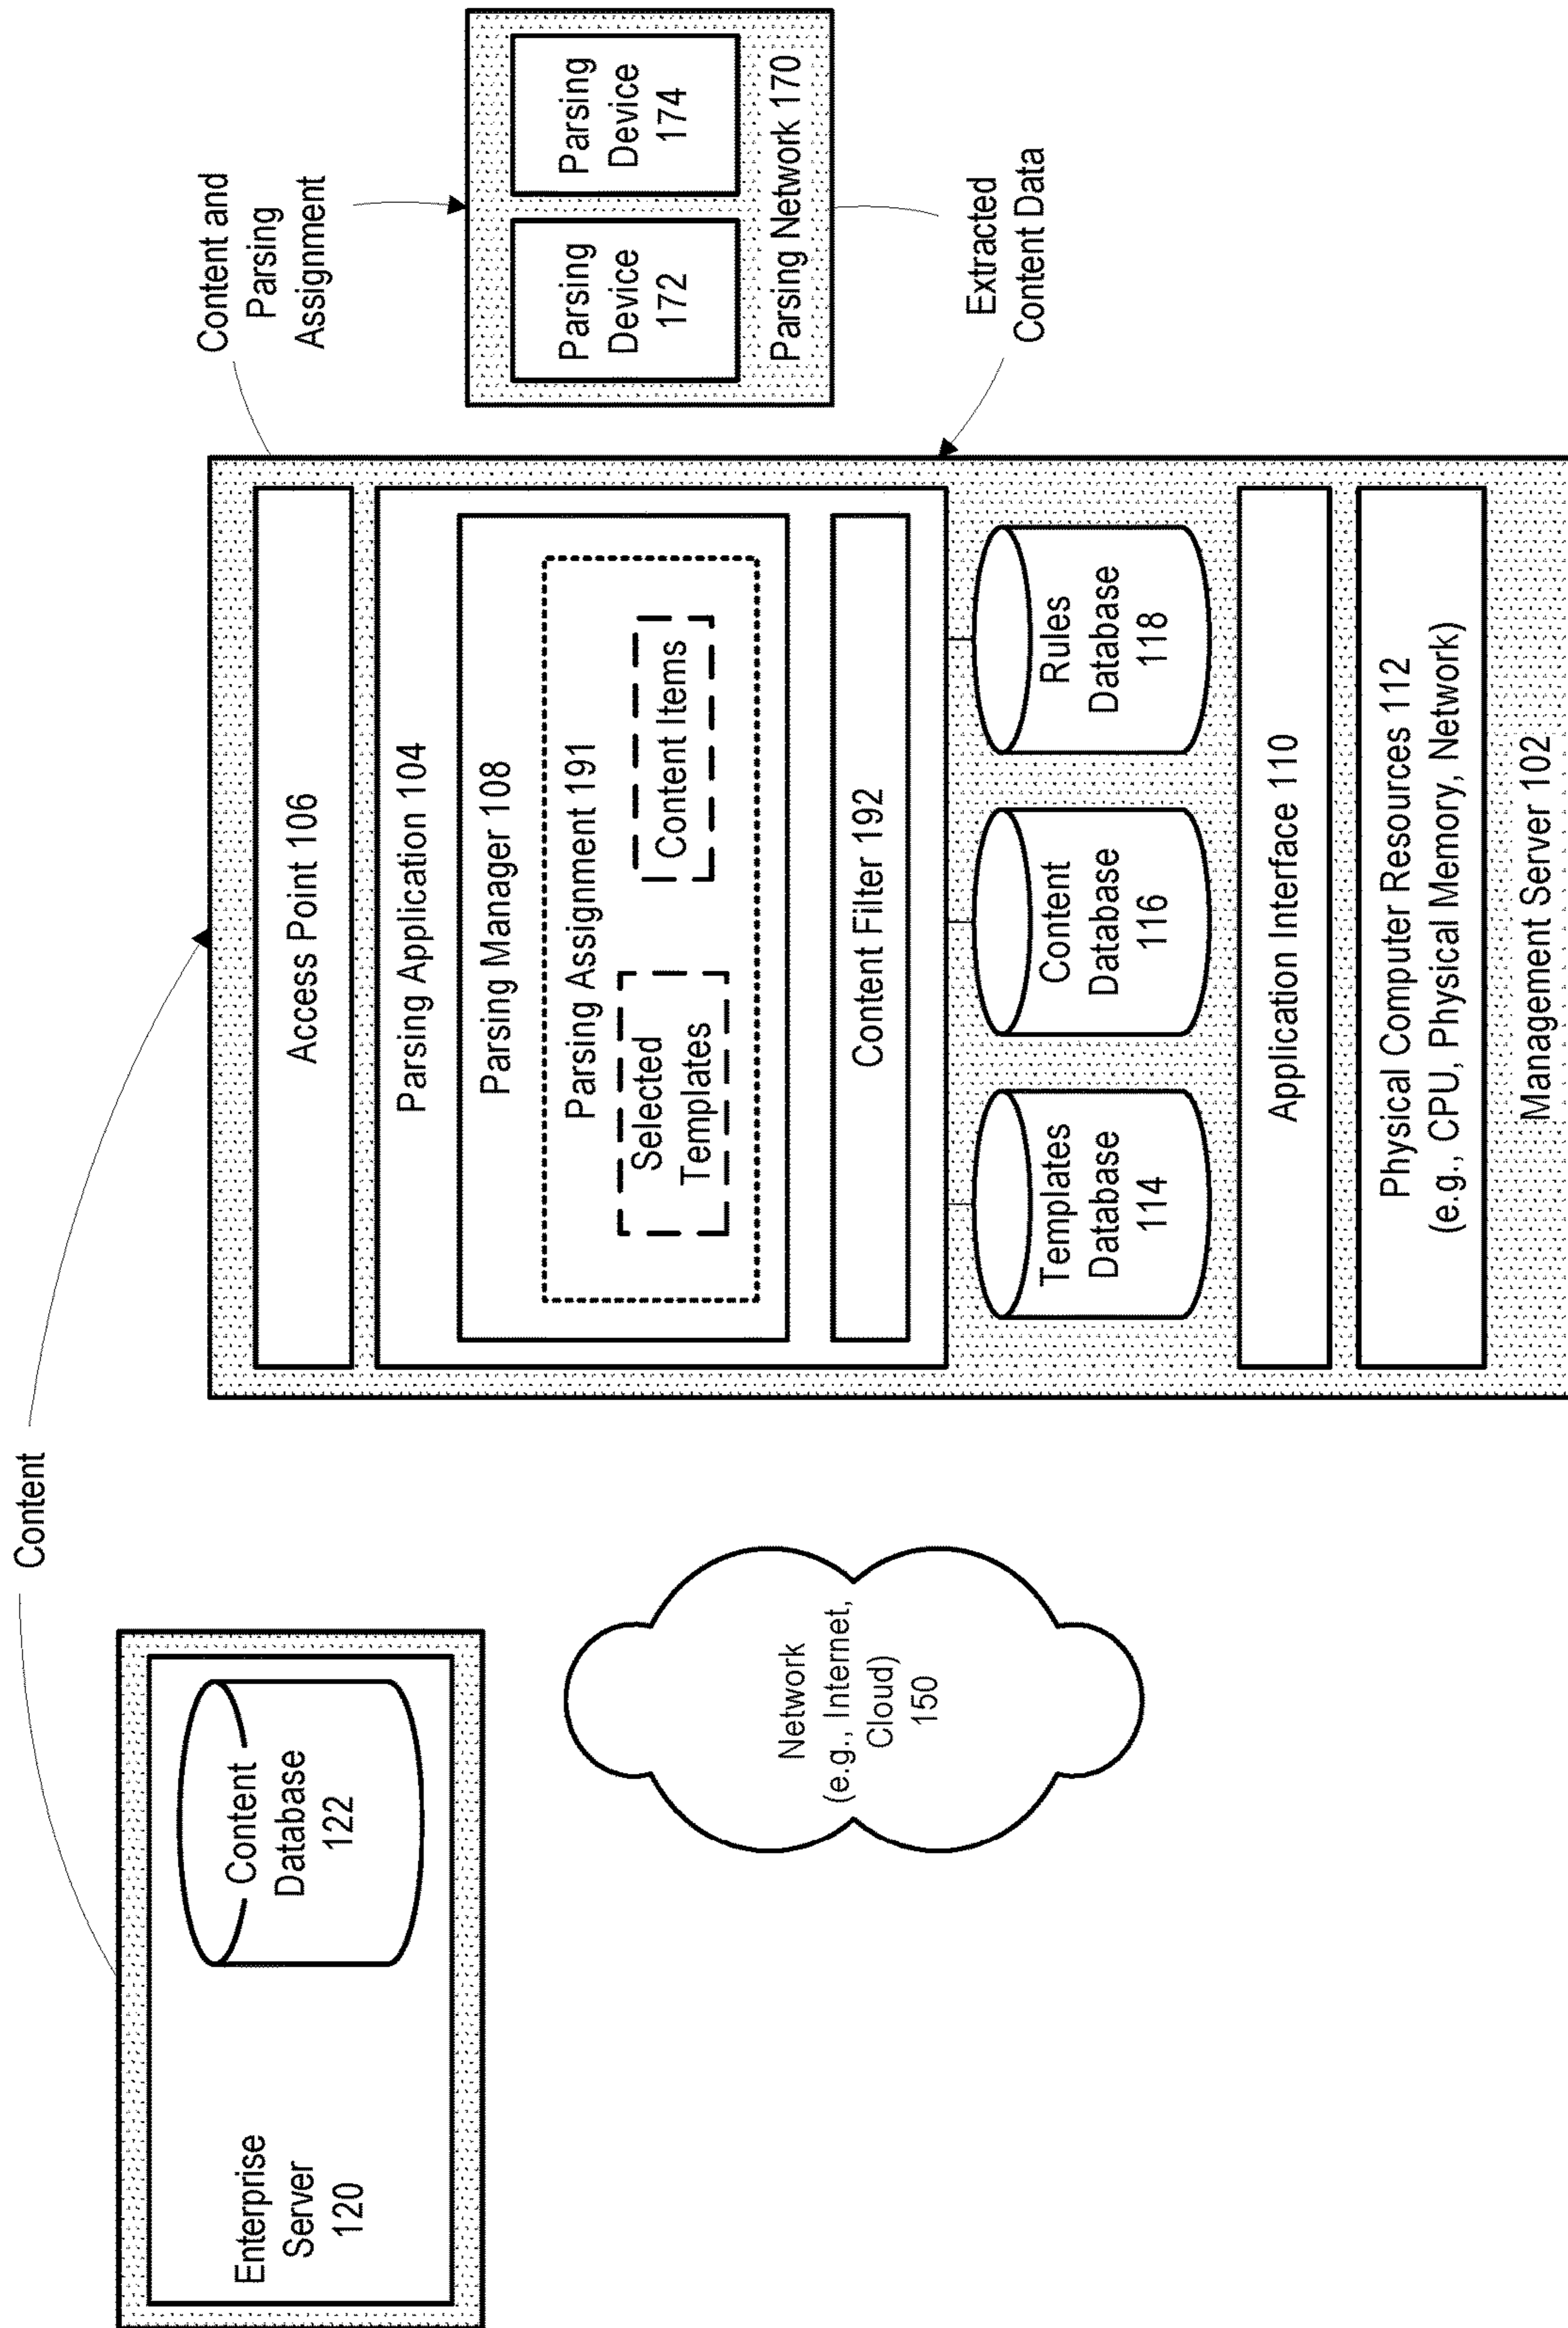 Content
Enterprise
Server
120
Content
Database
122
Network
(e.g., Internet,
Cloud)
150
Access Point 106
Parsing Application 104
Parsing Manager 108
Parsing Assignment 191
Selected
Templates
Content Items
Content Filter 192
Templates
Database
114
Content
Database
116
Rules
Database
118
Application Interface 110
Physical Computer Resources 112
(e.g., CPU, Physical Memory, Network)
Management Server 102
Content and
Parsing
Assignment
Parsing
Device
172
Parsing
Device
174
Parsing Network 170
Extracted
Content Data